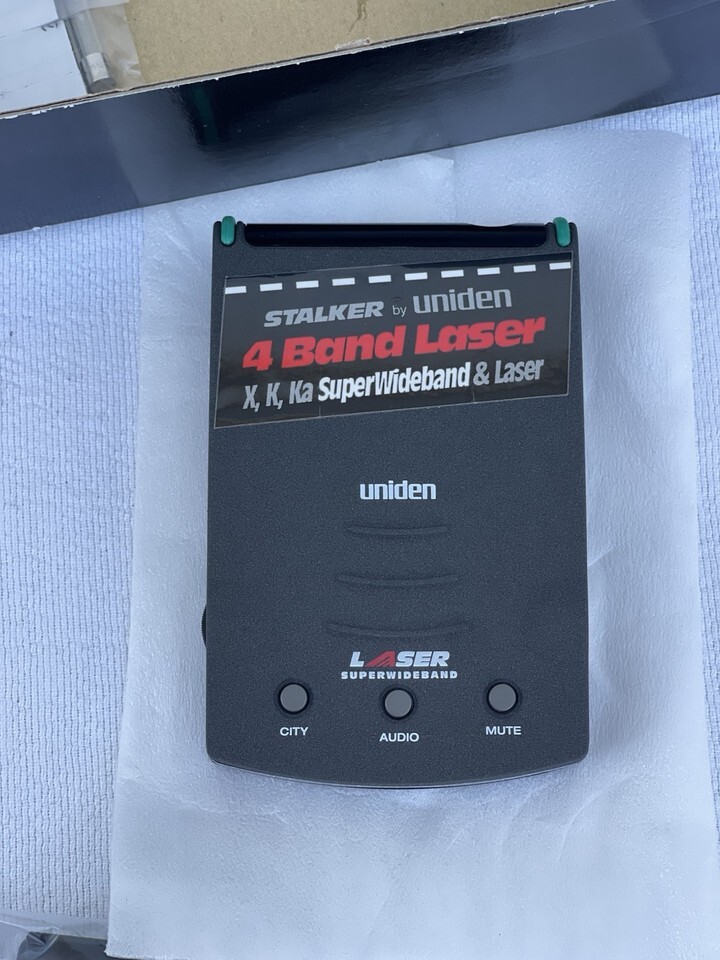 STALKER by uniden
4 Band Laser
X, K, Ka SuperWideband & Laser
uniden
LASER
SUPERWIDEBAND
CITY AUDIO MUTE